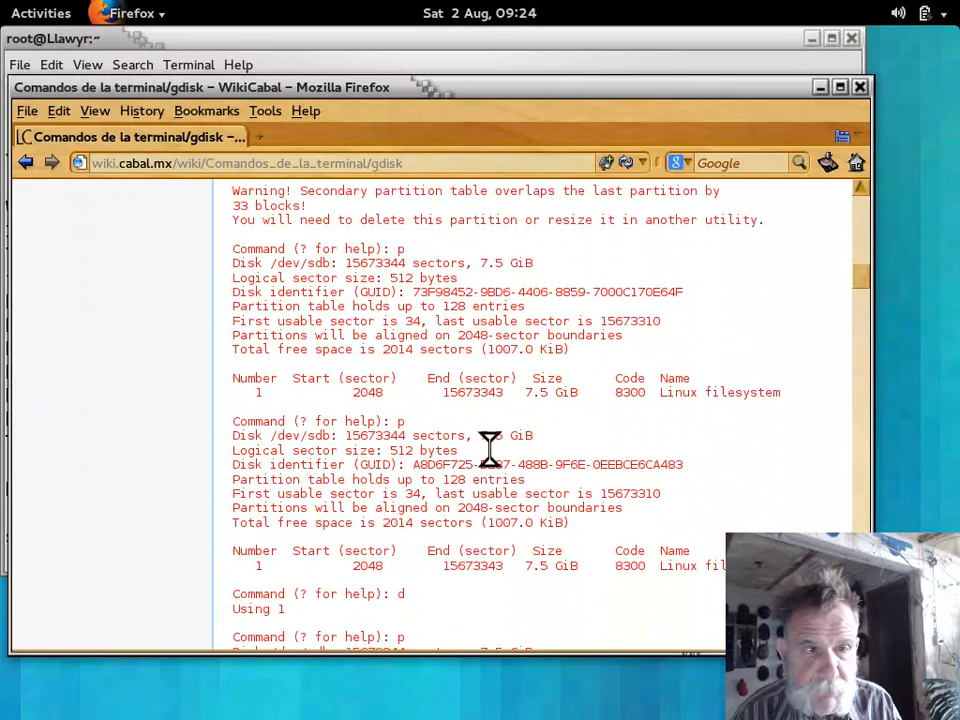 Activities Firefox Sat 2 Aug, 09:24
root@Llawyr:~
File Edit View Search Terminal Help
Comandos de la terminal/gdisk – WikiCabal – Mozilla Firefox
File Edit View History Bookmarks Tools Help
Comandos de la terminal/gdisk –...
wiki.cabal.mx/wiki/Comandos_de_la_terminal/gdisk Google
Warning! Secondary partition table overlaps the last partition by
33 blocks!
You will need to delete this partition or resize it in another utility.
Command (? for help): p
Disk /dev/sdb: 15673344 sectors, 7.5 GiB
Logical sector size: 512 bytes
Disk identifier (GUID): 73F98452-9BD6-4406-8859-7000C170E64F
Partition table holds up to 128 entries
First usable sector is 34, last usable sector is 15673310
Partitions will be aligned on 2048-sector boundaries
Total free space is 2014 sectors (1007.0 KiB)
Number Start (sector) End (sector) Size Code Name
1 2048 15673343 7.5 GiB 8300 Linux filesystem
Command (? for help): p
Disk /dev/sdb: 15673344 sectors, GiB
Logical sector size: 512 bytes
Disk identifier (GUID):
Partition table holds up to 128 entries
First usable sector is 34, last usable sector is 15673310
Partitions will be aligned on 2048-sector boundaries
Total free space is 2014 sectors (1007.0 KiB)
Number Start (sector) End (sector) Size Code Name
1 2048 15673343 7.5 GiB 8300 Linux
Command (? for help): d
Using 1
Command (? for help): p